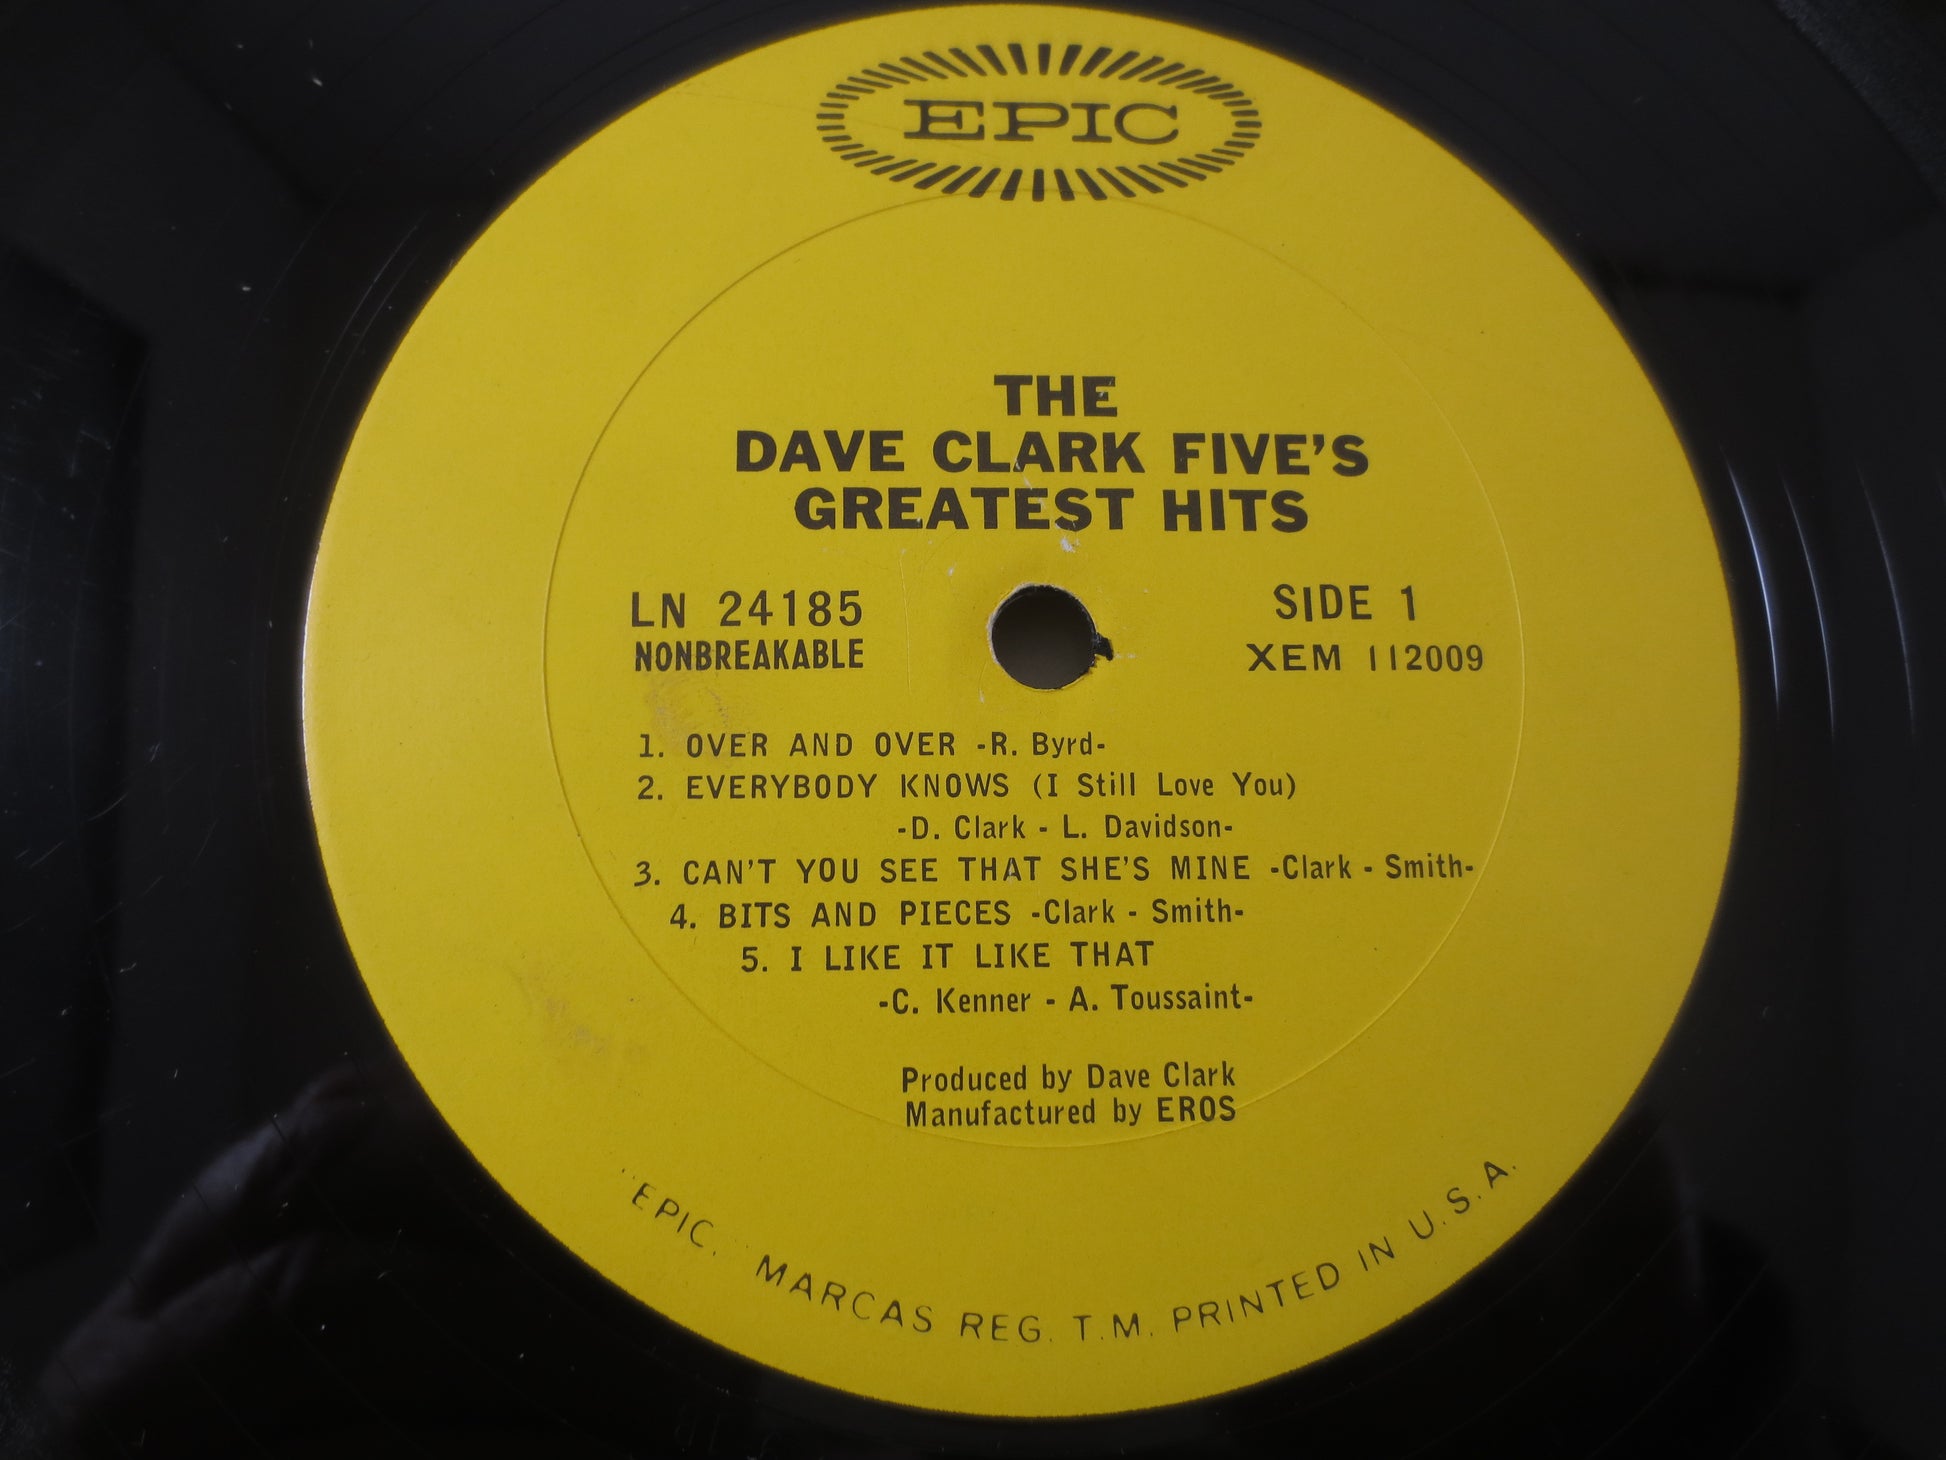 EPIC
THE
DAVE CLARK FIVE'S
GREATEST HITS
LN 24185
NONBREAKABLE
SIDE 1
XEM 112009
1. OVER AND OVER -R. Byrd-
2. EVERYBODY KNOWS (I Still Love You)
-D. Clark - L. Davidson-
3. CAN'T YOU SEE THAT SHE'S MINE -Clark - Smith-
4. BITS AND PIECES -Clark - Smith-
5. I LIKE IT LIKE THAT
-C. Kenner - A. Toussaint-
Produced by Dave Clark
Manufactured by EROS
"EPIC," MARCAS REG. T.M. PRINTED IN U.S.A.